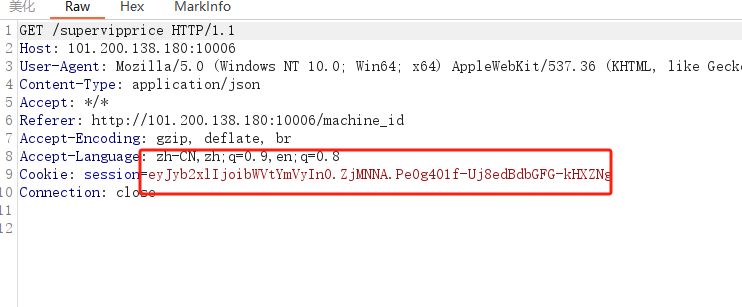 美化 Raw Hex MarkInfo
1 GET /supervipprice HTTP/1.1
2 Host: 101.200.138.180:10006
3 User-Agent: Mozilla/5.0 (Windows NT 10.0; Win64; x64) AppleWebKit/537.36 (KHTML, like Gecko
4 Content-Type: application/json
5 Accept: */*
6 Referer: http://101.200.138.180:10006/machine_id
7 Accept-Encoding: gzip, deflate, br
8 Accept-Language: zh-CN,zh;q=0.9,en;q=0.8
9 Cookie: session=eyJyb2xlIjoibWVtYmVyIn0.ZjMNNA.Pe0g401f-Uj8edBdbGFG-kHXZNg
10 Connection: close
11
12